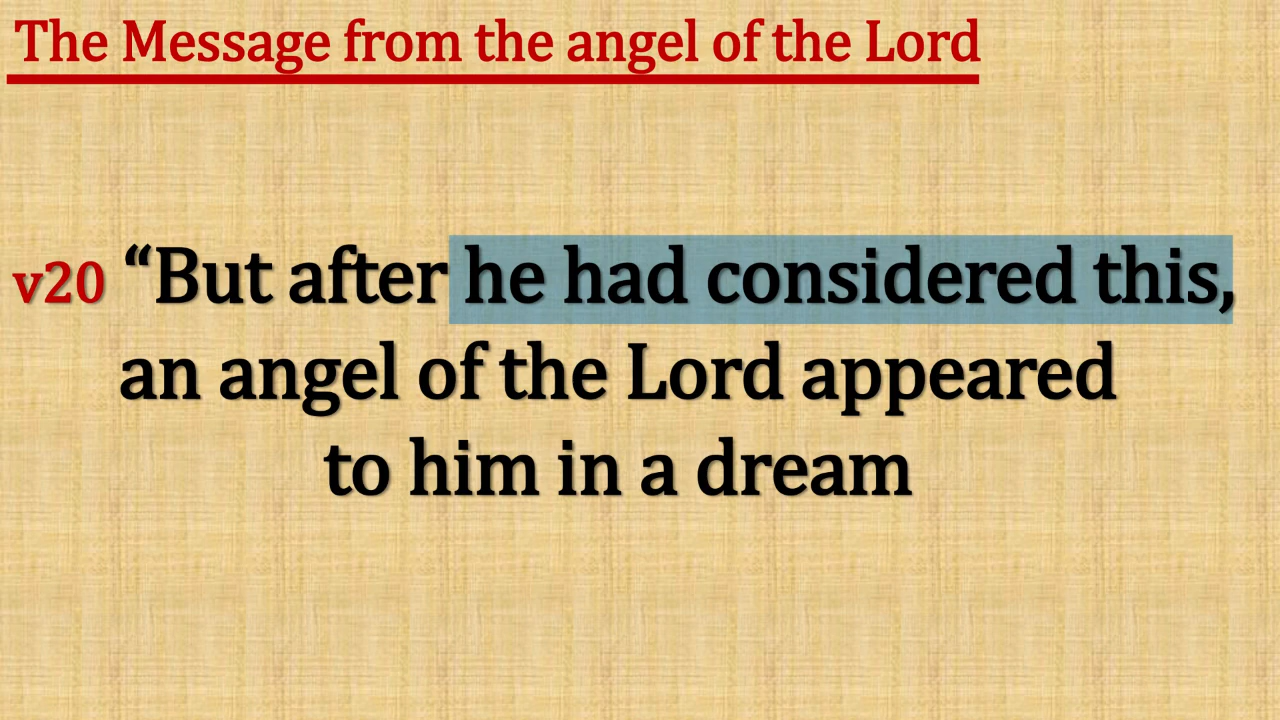 The Message from the angel of the Lord
v20 “But after he had considered this,
an angel of the Lord appeared
to him in a dream